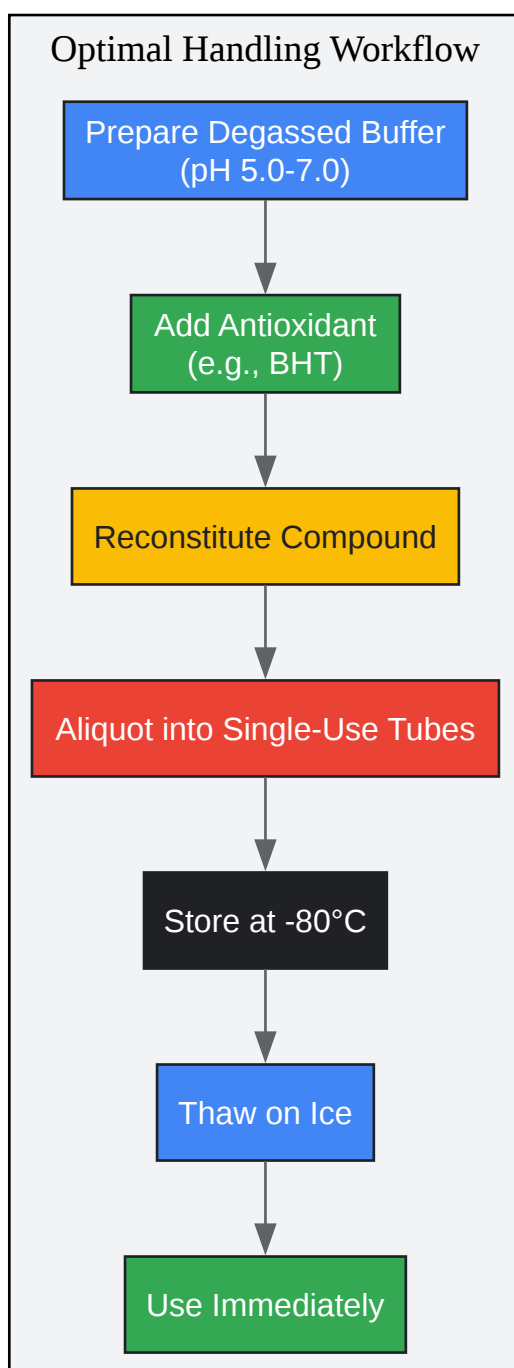 Optimal Handling Workflow
Prepare Degassed Buffer
(pH 5.0-7.0)
Add Antioxidant
(e.g., BHT)
Reconstitute Compound
Aliquot into Single-Use Tubes
Store at -80°C
Thaw on Ice
Use Immediately